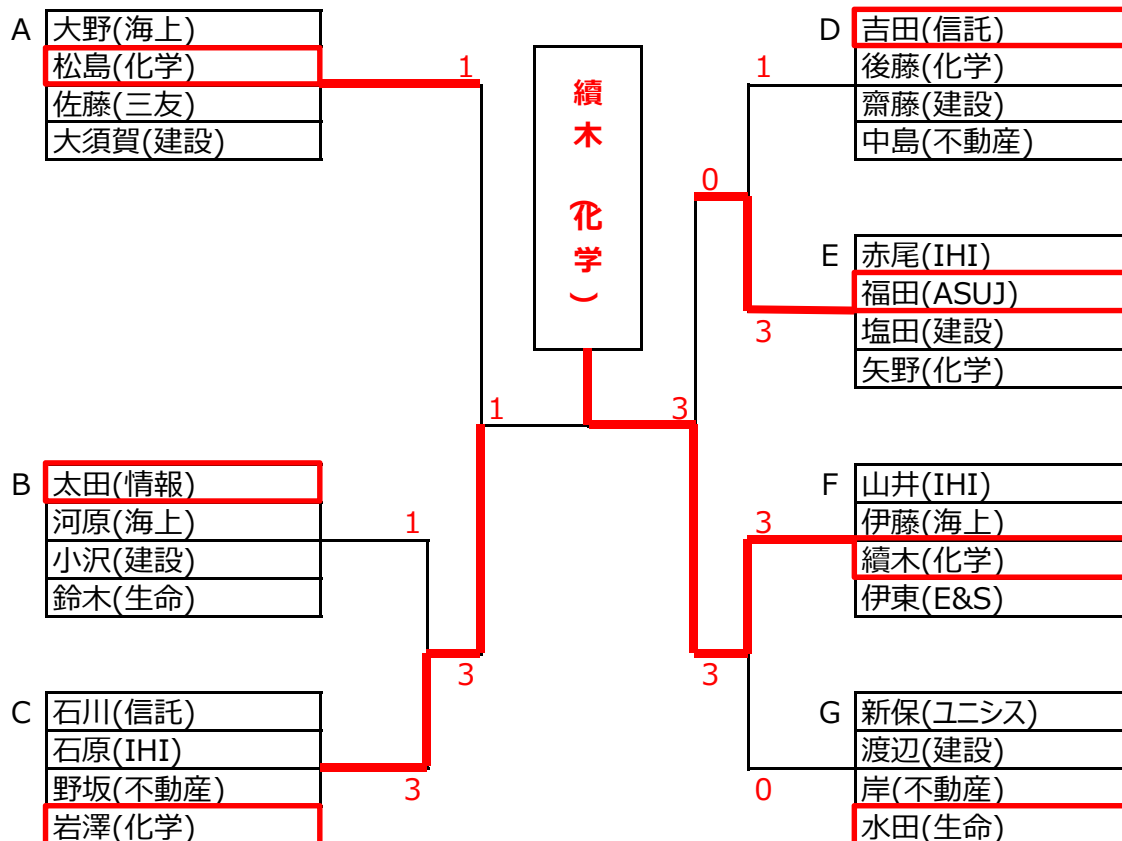 A
大野(海上)
松島(化学)
佐藤(三友)
大須賀(建設)
1
B
太田(情報)
河原(海上)
小沢(建設)
鈴木(生命)
1
C
石川(信託)
石原(IHI)
野坂(不動産)
岩澤(化学)
3
3
1
續木(化学)
3
0
3
D
吉田(信託)
後藤(化学)
齋藤(建設)
中島(不動産)
1
E
赤尾(IHI)
福田(ASUJ)
塩田(建設)
矢野(化学)
3
F
山井(IHI)
伊藤(海上)
續木(化学)
伊東(E&S)
3
G
新保(ユニシス)
渡辺(建設)
岸(不動産)
水田(生命)
0